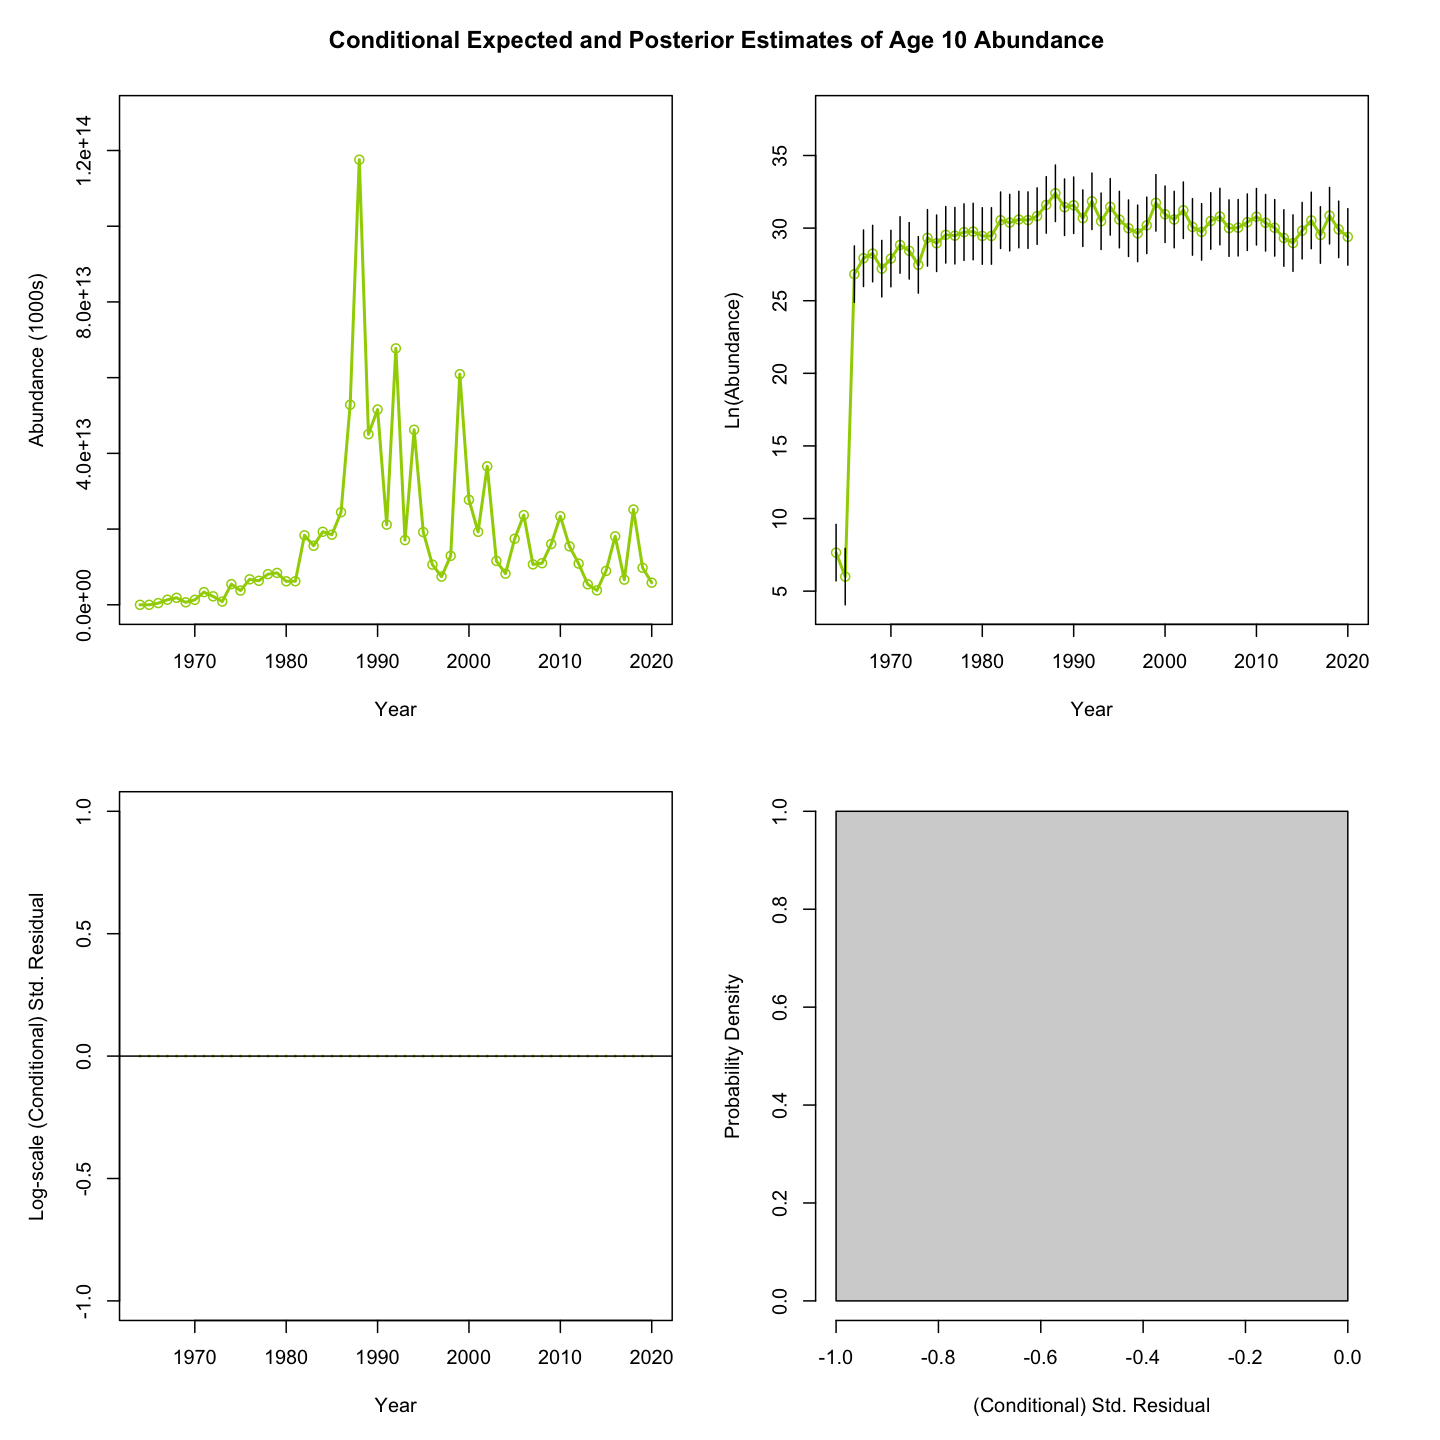 Conditional Expected and Posterior Estimates of Age 10 Abundance
Abundance (1000s)
0.0e+00 4.0e+13 8.0e+13 1.2e+14
1970 1980 1990 2000 2010 2020
Year
Ln(Abundance)
5 10 15 20 25 30 35
1970 1980 1990 2000 2010 2020
Year
Log-scale (Conditional) Std. Residual
-1.0 -0.5 0.0 0.5 1.0
1970 1980 1990 2000 2010 2020
Year
Probability Density
0.0 0.2 0.4 0.6 0.8 1.0
-1.0 -0.8 -0.6 -0.4 -0.2 0.0
(Conditional) Std. Residual